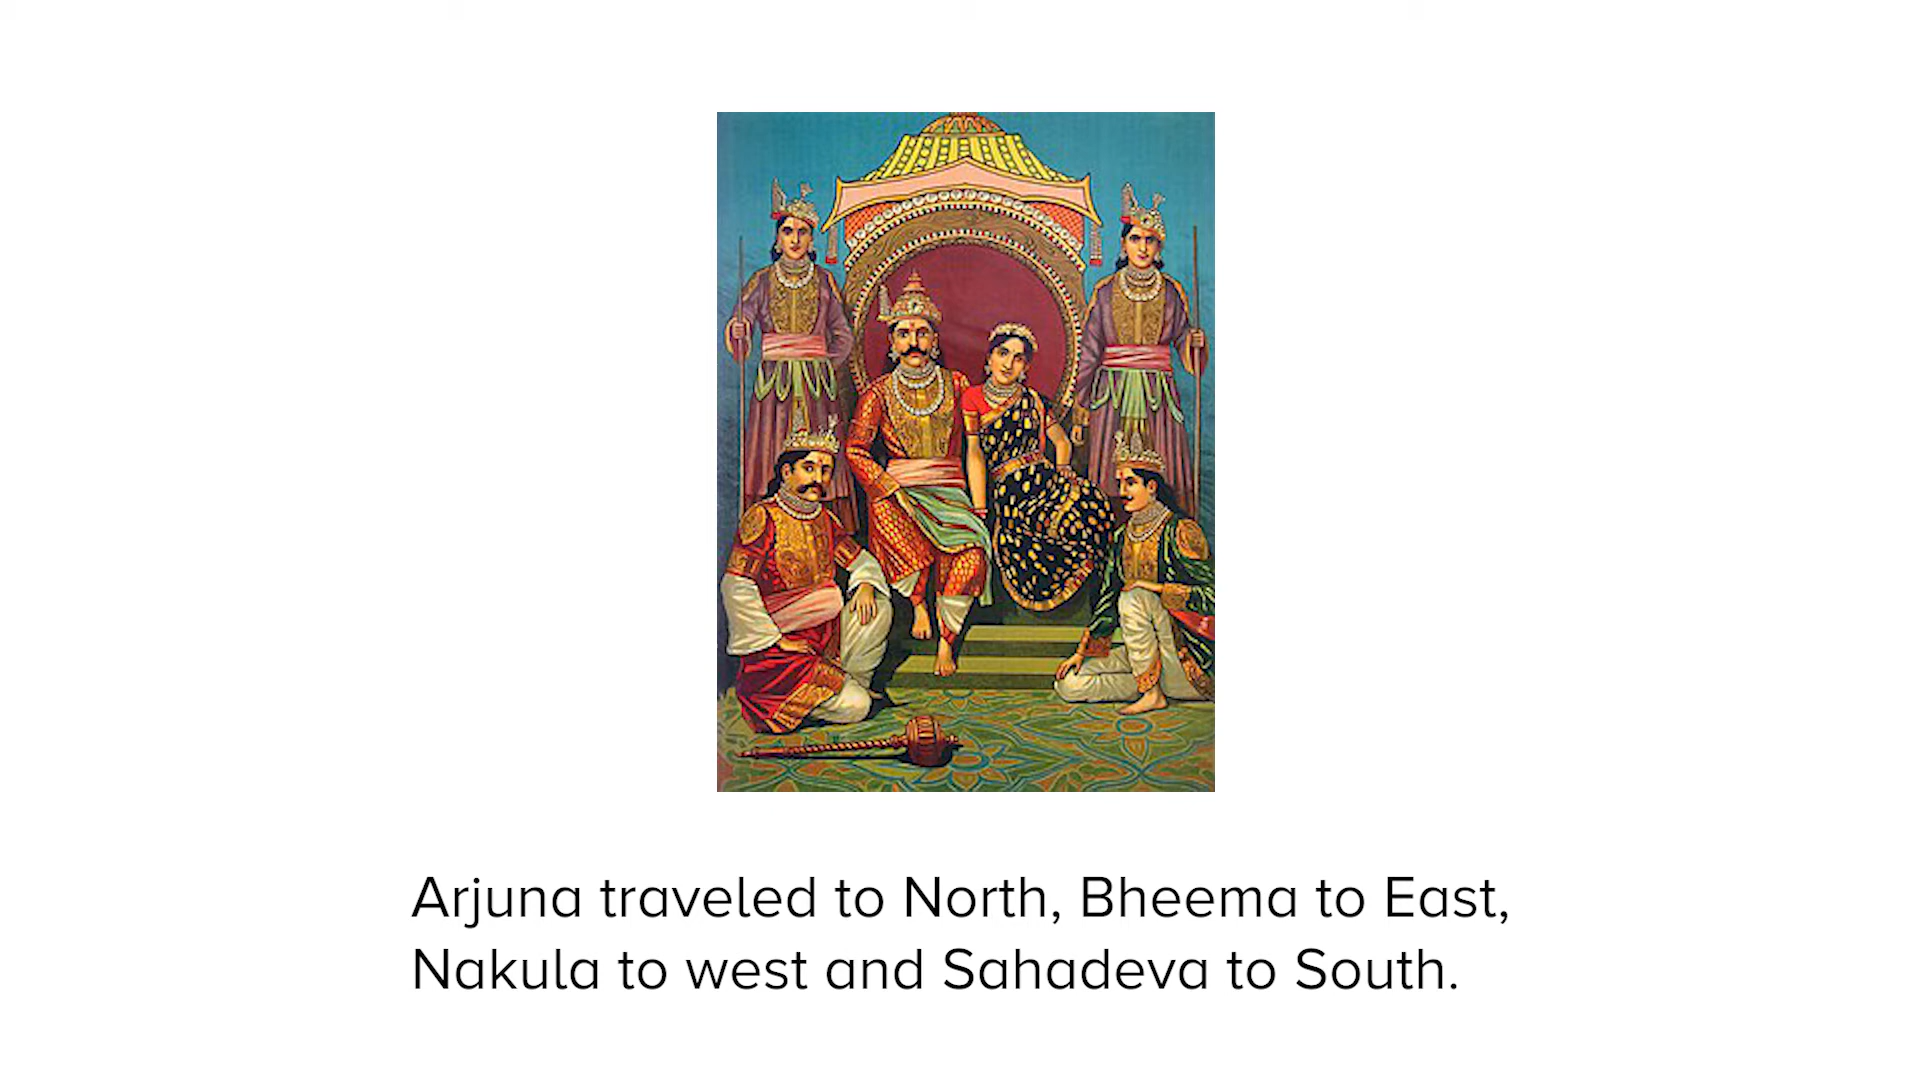 Arjuna traveled to North, Bheema to East,
Nakula to west and Sahadeva to South.